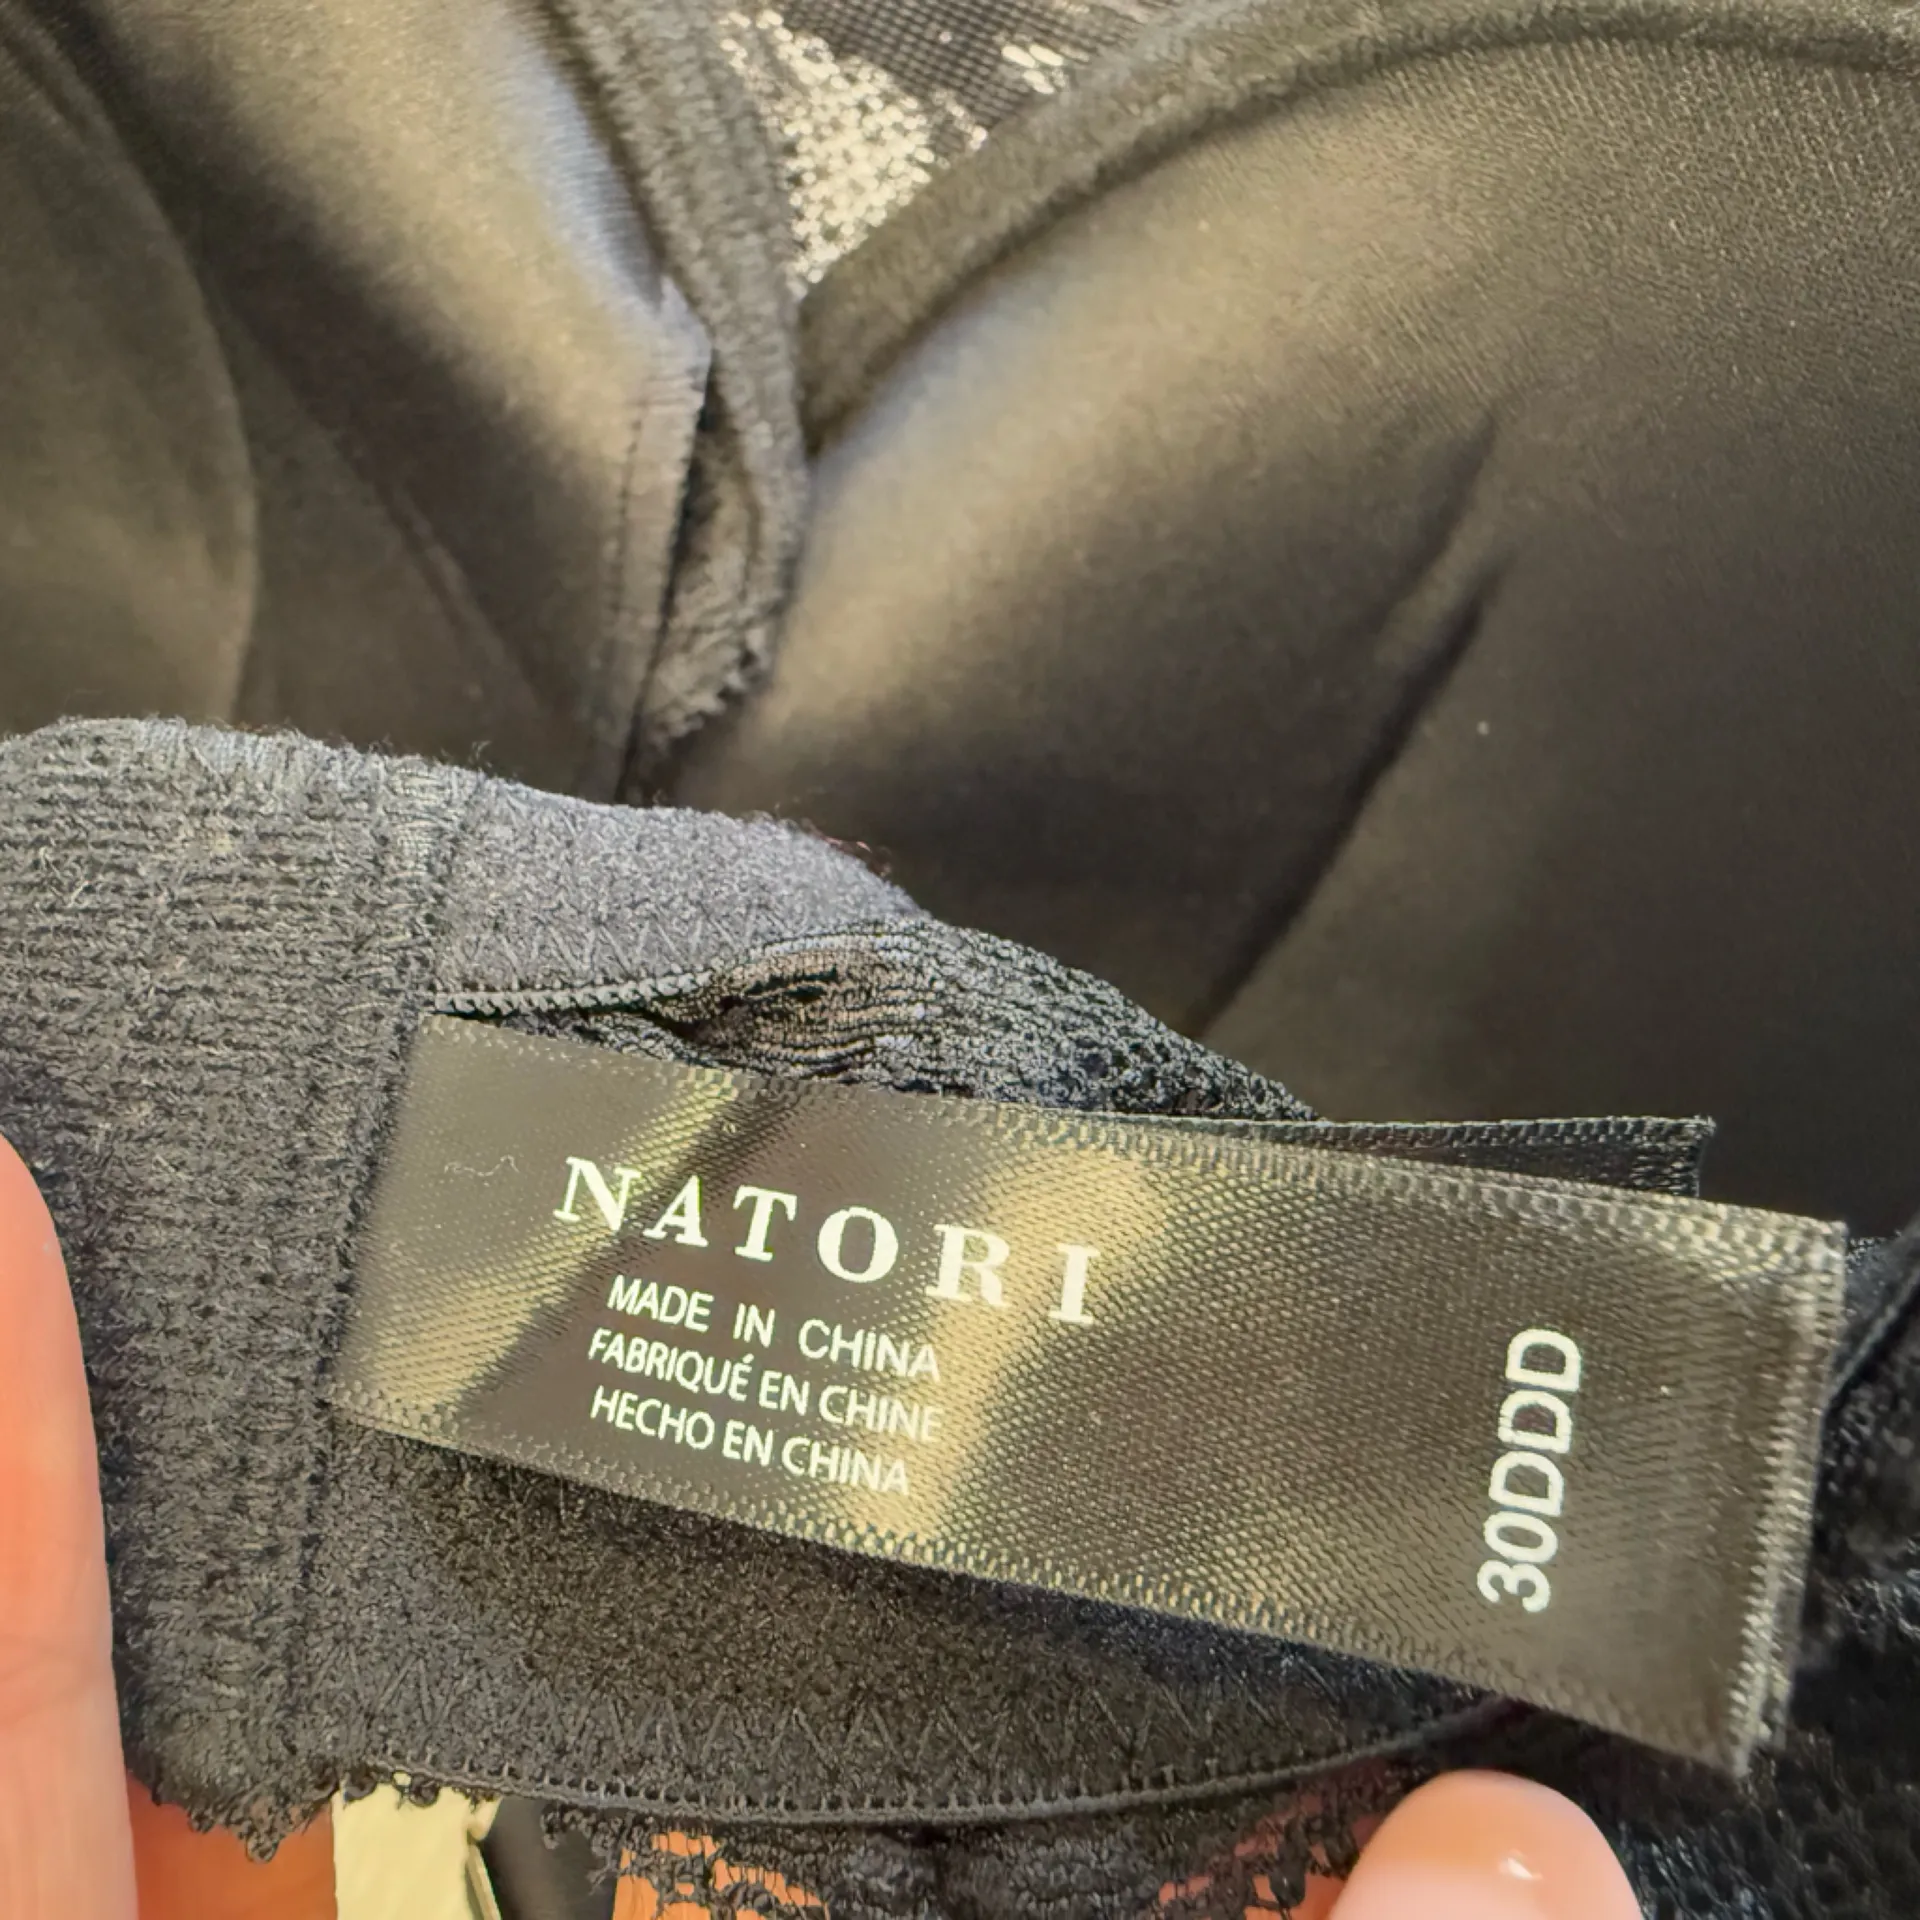 NATORI
MADE IN CHINA
FABRIQUÉ EN CHINE
HECHO EN CHINA
30DDD